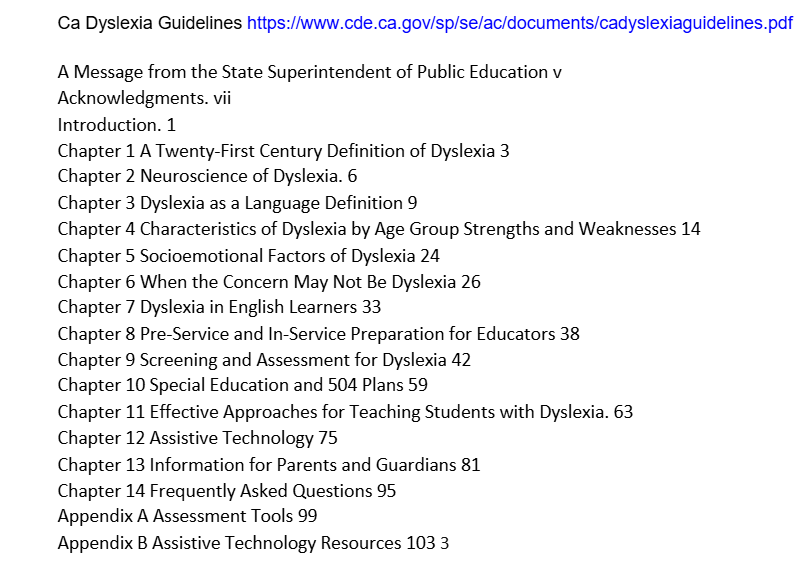 Ca Dyslexia Guidelines https://www.cde.ca.gov/sp/se/ac/documents/cadyslexiaguidelines.pdf
A Message from the State Superintendent of Public Education v
Acknowledgments. vii
Introduction. 1
Chapter 1 A Twenty-First Century Definition of Dyslexia 3
Chapter 2 Neuroscience of Dyslexia. 6
Chapter 3 Dyslexia as a Language Definition 9
Chapter 4 Characteristics of Dyslexia by Age Group Strengths and Weaknesses 14
Chapter 5 Socioemotional Factors of Dyslexia 24
Chapter 6 When the Concern May Not Be Dyslexia 26
Chapter 7 Dyslexia in English Learners 33
Chapter 8 Pre-Service and In-Service Preparation for Educators 38
Chapter 9 Screening and Assessment for Dyslexia 42
Chapter 10 Special Education and 504 Plans 59
Chapter 11 Effective Approaches for Teaching Students with Dyslexia. 63
Chapter 12 Assistive Technology 75
Chapter 13 Information for Parents and Guardians 81
Chapter 14 Frequently Asked Questions 95
Appendix A Assessment Tools 99
Appendix B Assistive Technology Resources 103 3